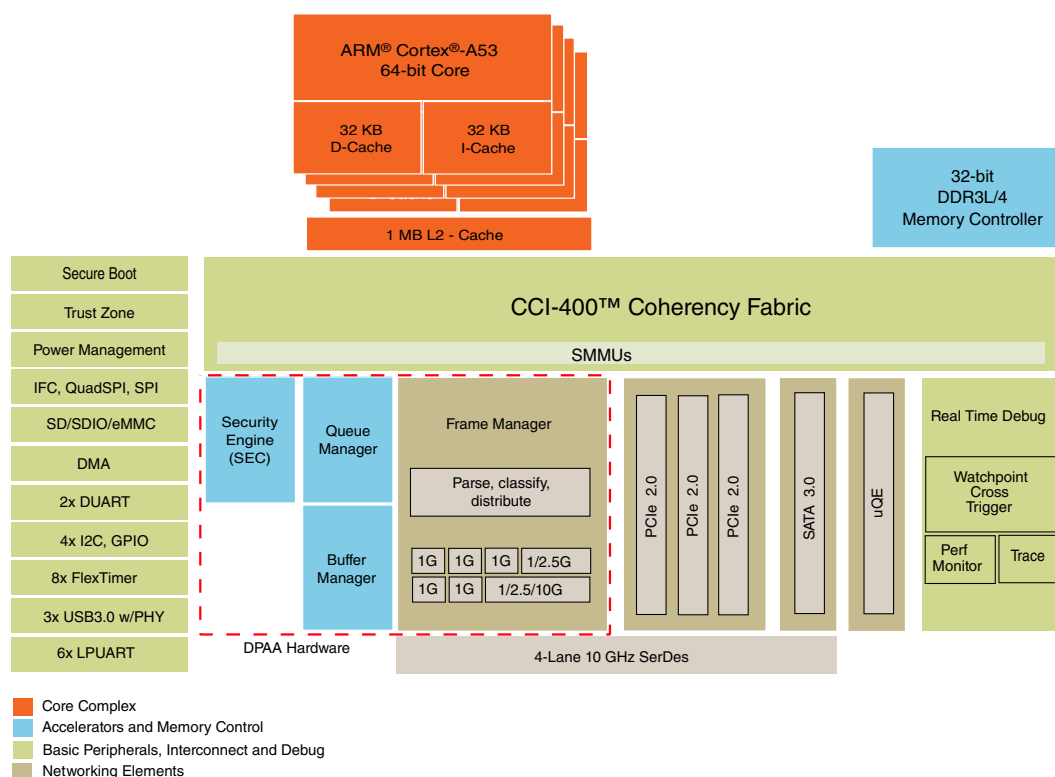 ARM® Cortex®-A53
64-bit Core
32 KB
D-Cache
32 KB
I-Cache
1 MB L2 - Cache
32-bit
DDR3L/4
Memory Controller
Secure Boot
Trust Zone
Power Management
IFC, QuadSPI, SPI
SD/SDIO/eMMC
DMA
2x DUART
4x I2C, GPIO
8x FlexTimer
3x USB3.0 w/PHY
6x LPUART
CCI-400™ Coherency Fabric
SMMUs
Security
Engine
(SEC)
Queue
Manager
Buffer
Manager
Frame Manager
Parse, classify,
distribute
1G 1G 1G 1/2.5G
1G 1G 1/2.5/10G
DPAA Hardware
PCIe 2.0
PCIe 2.0
PCIe 2.0
SATA 3.0
uQE
Real Time Debug
Watchpoint
Cross
Trigger
Perf
Monitor
Trace
4-Lane 10 GHz SerDes
Core Complex
Accelerators and Memory Control
Basic Peripherals, Interconnect and Debug
Networking Elements